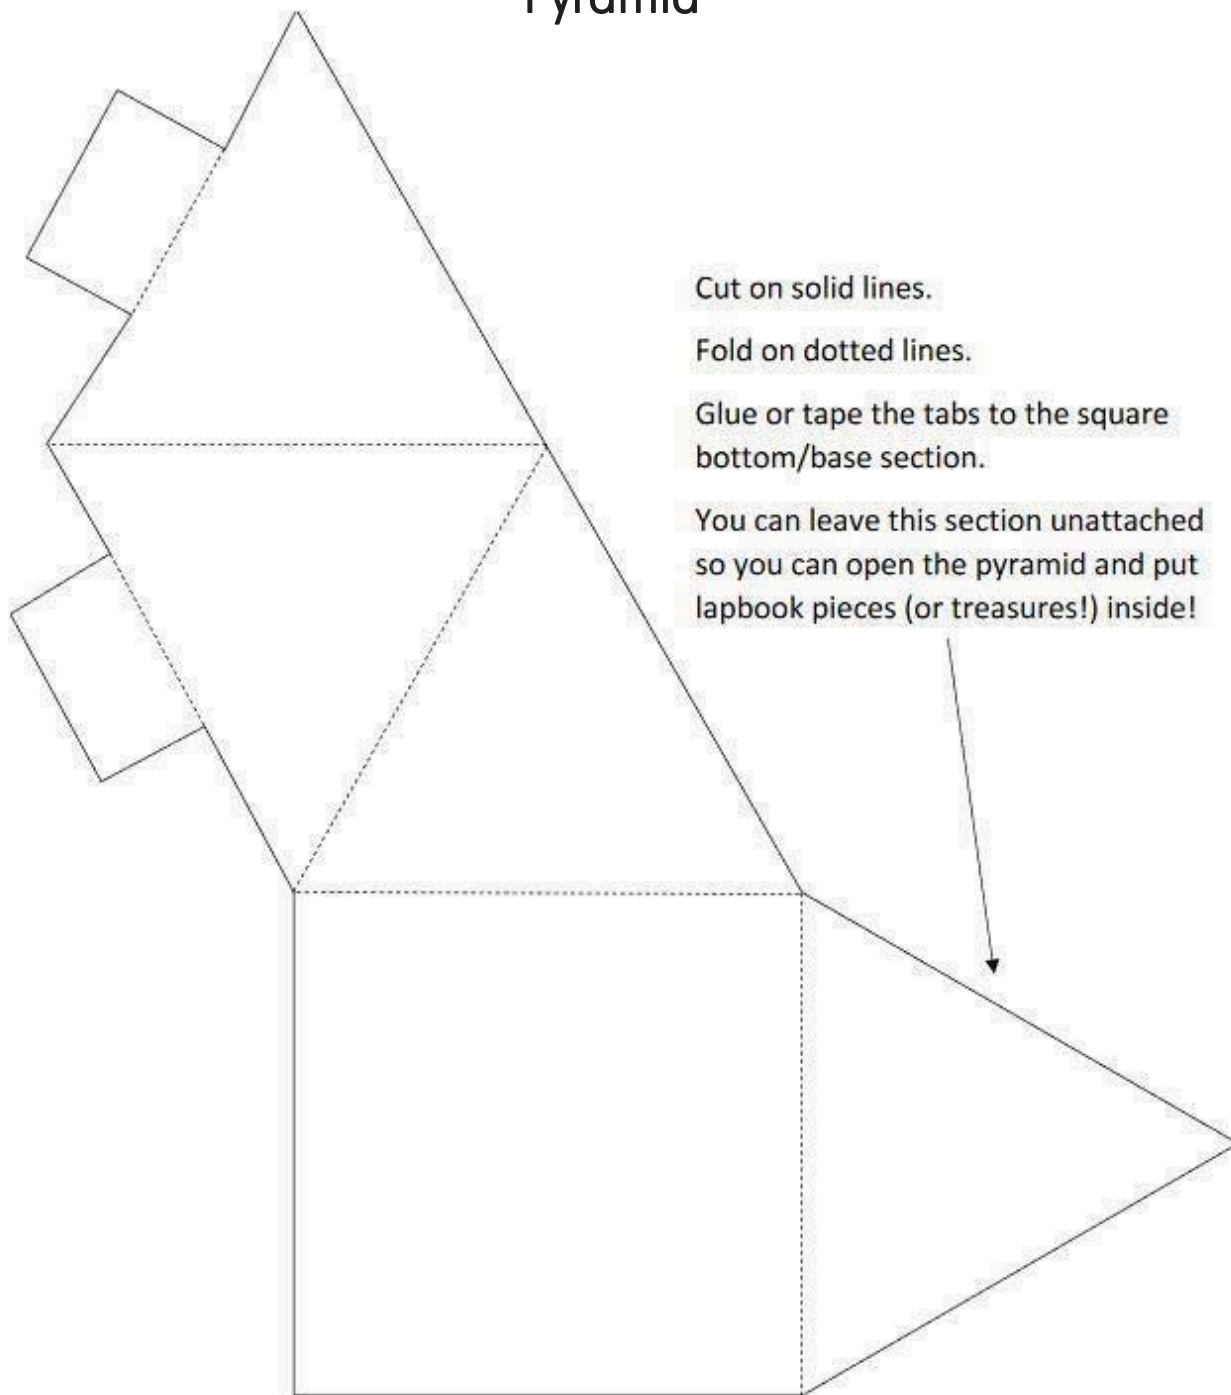 Pyramid
Cut on solid lines.
Fold on dotted lines.
Glue or tape the tabs to the square
bottom/base section.
You can leave this section unattached
so you can open the pyramid and put
lapbook pieces (or treasures!) inside!